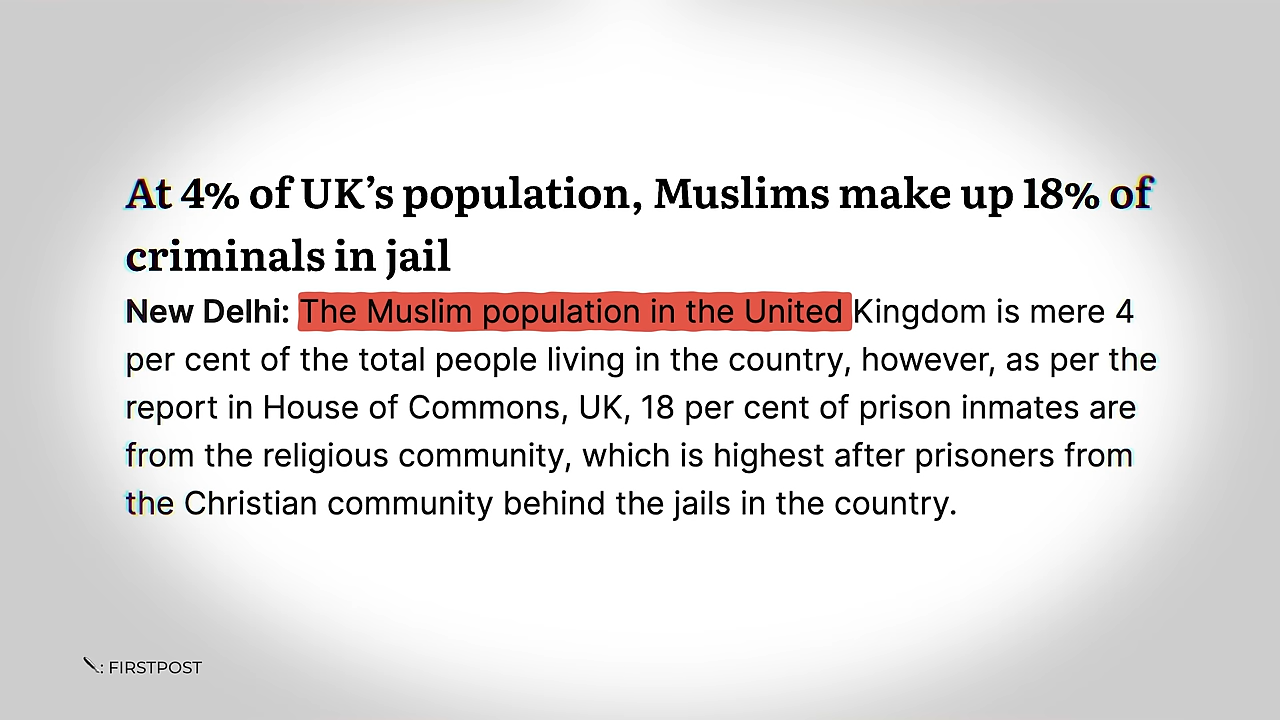 At 4% of UK’s population, Muslims make up 18% of
criminals in jail
New Delhi: The Muslim population in the United Kingdom is mere 4
per cent of the total people living in the country, however, as per the
report in House of Commons, UK, 18 per cent of prison inmates are
from the religious community, which is highest after prisoners from
the Christian community behind the jails in the country.
: FIRSTPOST